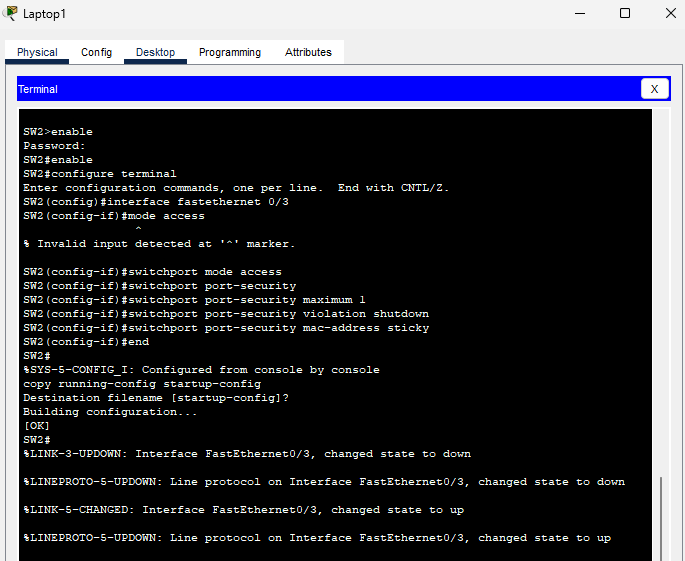 Laptop1
Physical Config Desktop Programming Attributes
Terminal
X
SW2>enable
Password:
SW2#enable
SW2#configure terminal
Enter configuration commands, one per line.  End with CNTL/Z.
SW2(config)#interface fastethernet 0/3
SW2(config-if)#mode access
^
% Invalid input detected at '^' marker.
SW2(config-if)#switchport mode access
SW2(config-if)#switchport port-security
SW2(config-if)#switchport port-security maximum 1
SW2(config-if)#switchport port-security violation shutdown
SW2(config-if)#switchport port-security mac-address sticky
SW2(config-if)#end
SW2#
%SYS-5-CONFIG_I: Configured from console by console
copy running-config startup-config
Destination filename [startup-config]?
Building configuration...
[OK]
SW2#
%LINK-3-UPDOWN: Interface FastEthernet0/3, changed state to down
%LINEPROTO-5-UPDOWN: Line protocol on Interface FastEthernet0/3, changed state to down
%LINK-5-CHANGED: Interface FastEthernet0/3, changed state to up
%LINEPROTO-5-UPDOWN: Line protocol on Interface FastEthernet0/3, changed state to up